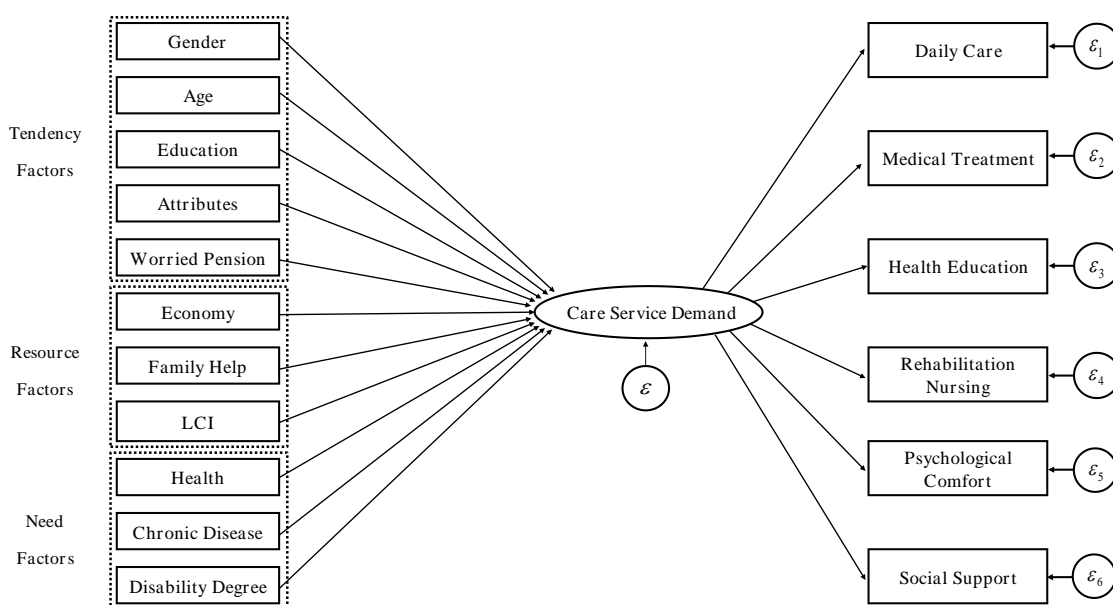 Tendency
Factors
Gender
Age
Education
Attributes
Worried Pension
Resource
Factors
Economy
Family Help
LCI
Need
Factors
Health
Chronic Disease
Disability Degree
Care Service Demand
ε
Daily Care
ε₁
Medical Treatment
ε₂
Health Education
ε₃
Rehabilitation
Nursing
ε₄
Psychological
Comfort
ε₅
Social Support
ε₆